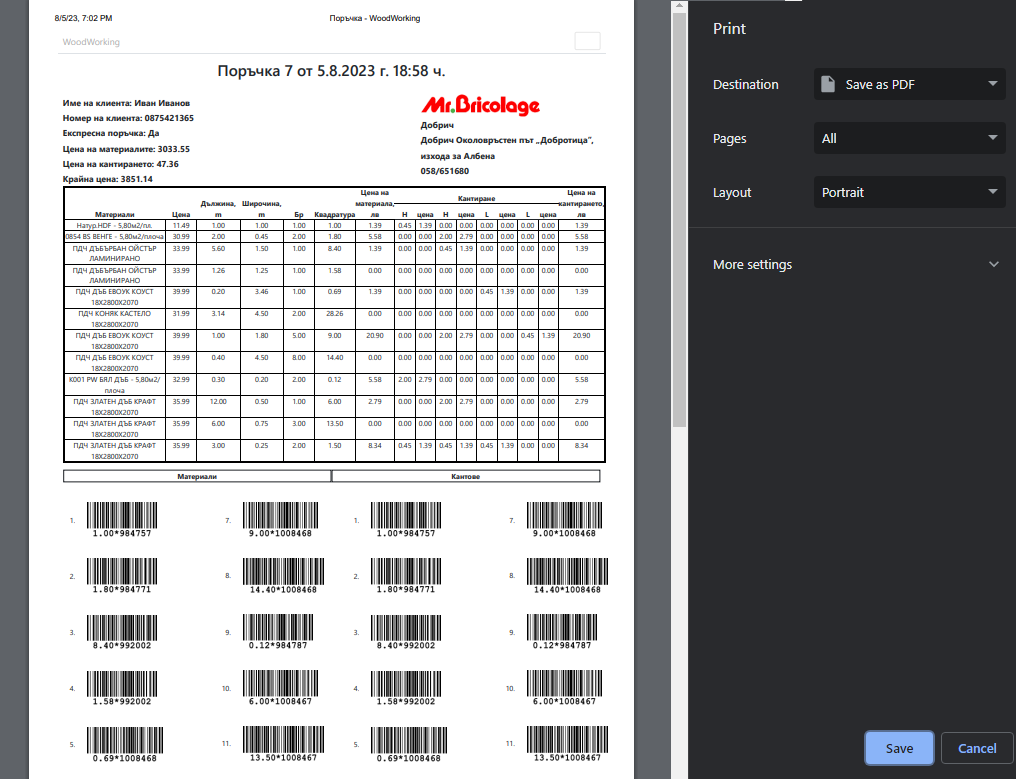 8/5/23, 7:02 PM
Поръчка - WoodWorking
WoodWorking
Поръчка 7 от 5.8.2023 г. 18:58 ч.
Име на клиента: Иван Иванов
Номер на клиента: 0875421365
Експресна поръчка: Да
Цена на материалите: 3033.55
Цена на кантирането: 47.36
Крайна цена: 3851.14
Mr.Bricolage
Добрич
Добрич Околовръстен път „Добротица”,
изхода за Албена
058/651680
Материали Цена Дължина, m Широчина, m Бр Квадратура Цена на материала, лв Кантиране H цена H цена L цена L цена Цена на кантирането, лв
Натур.HDF - 5,80м2/пл. 11.49 1.00 1.00 1.00 1.00 1.39 0.45 1.39 0.00 0.00 0.00 0.00 0.00 0.00 1.39
0854 BS ВЕНГЕ - 5,80м2/плоча 30.99 2.00 0.45 2.00 1.80 5.58 0.00 0.00 2.00 2.79 0.00 0.00 0.00 0.00 5.58
ПДЧ ДЪБЪРБАН ОЙСТЪР ЛАМИНИРАНО 33.99 5.60 1.50 1.00 8.40 1.39 0.00 0.00 0.45 1.39 0.00 0.00 0.00 0.00 1.39
ПДЧ ДЪБЪРБАН ОЙСТЪР ЛАМИНИРАНО 33.99 1.26 1.25 1.00 1.58 0.00 0.00 0.00 0.00 0.00 0.00 0.00 0.00 0.00 0.00
ПДЧ ДЪБ ЕВОУК КОУСТ 18X2800X2070 39.99 0.20 3.46 1.00 0.69 1.39 0.00 0.00 0.00 0.00 0.45 1.39 0.00 0.00 1.39
ПДЧ КОНЯК КАСТЕЛО 18X2800X2070 31.99 3.14 4.50 2.00 28.26 0.00 0.00 0.00 0.00 0.00 0.00 0.00 0.00 0.00 0.00
ПДЧ ДЪБ ЕВОУК КОУСТ 18X2800X2070 39.99 1.00 1.80 5.00 9.00 20.90 0.00 0.00 2.00 2.79 0.00 0.00 0.45 1.39 20.90
ПДЧ ДЪБ ЕВОУК КОУСТ 18X2800X2070 39.99 0.40 4.50 8.00 14.40 0.00 0.00 0.00 0.00 0.00 0.00 0.00 0.00 0.00 0.00
K001 PW БЯЛ ДЪБ - 5,80м2/плоча 32.99 0.30 0.20 2.00 0.12 5.58 2.00 2.79 0.00 0.00 0.00 0.00 0.00 0.00 5.58
ПДЧ ЗЛАТЕН ДЪБ КРАФТ 18X2800X2070 35.99 12.00 0.50 1.00 6.00 2.79 0.00 0.00 2.00 2.79 0.00 0.00 0.00 0.00 2.79
ПДЧ ЗЛАТЕН ДЪБ КРАФТ 18X2800X2070 35.99 6.00 0.75 3.00 13.50 0.00 0.00 0.00 0.00 0.00 0.00 0.00 0.00 0.00 0.00
ПДЧ ЗЛАТЕН ДЪБ КРАФТ 18X2800X2070 35.99 3.00 0.25 2.00 1.50 8.34 0.45 1.39 0.45 1.39 0.45 1.39 0.00 0.00 8.34
Материали Кантове
1. 1.00*984757 7. 9.00*1008468 1. 1.00*984757 7. 9.00*1008468
2. 1.80*984771 8. 14.40*1008468 2. 1.80*984771 8. 14.40*1008468
3. 8.40*992002 9. 0.12*984787 3. 8.40*992002 9. 0.12*984787
4. 1.58*992002 10. 6.00*1008467 4. 1.58*992002 10. 6.00*1008467
5. 0.69*1008468 11. 13.50*1008467 5. 0.69*1008468 11. 13.50*1008467
Print
Destination Save as PDF
Pages All
Layout Portrait
More settings
Save Cancel